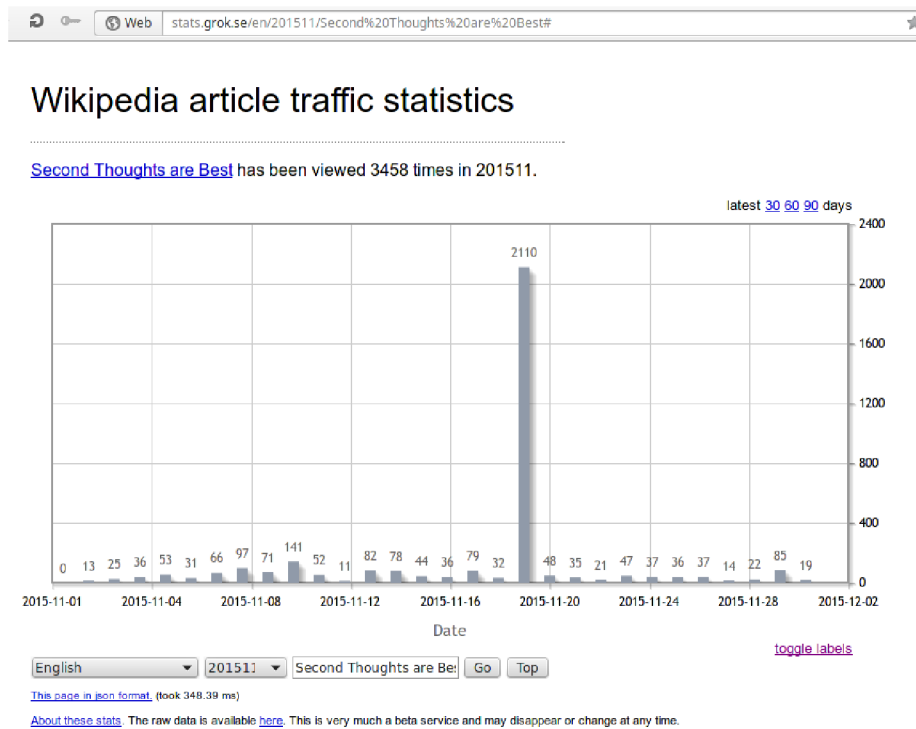 Web stats.grok.se/en/201511/Second%20Thoughts%20are%20Best#
Wikipedia article traffic statistics
Second Thoughts are Best has been viewed 3458 times in 201511.
latest 30 60 90 days
2400
2110
2000
1600
1200
800
400
0 13 25 36 53 31 66 97 71 141 52 11 82 78 44 36 79 32 48 35 21 47 37 36 37 14 22 85 19
0
2015-11-01 2015-11-04 2015-11-08 2015-11-12 2015-11-16 2015-11-20 2015-11-24 2015-11-28 2015-12-02
Date
toggle labels
English 201511 Second Thoughts are Be Go Top
This page in json format. (took 348.39 ms)
About these stats. The raw data is available here. This is very much a beta service and may disappear or change at any time.